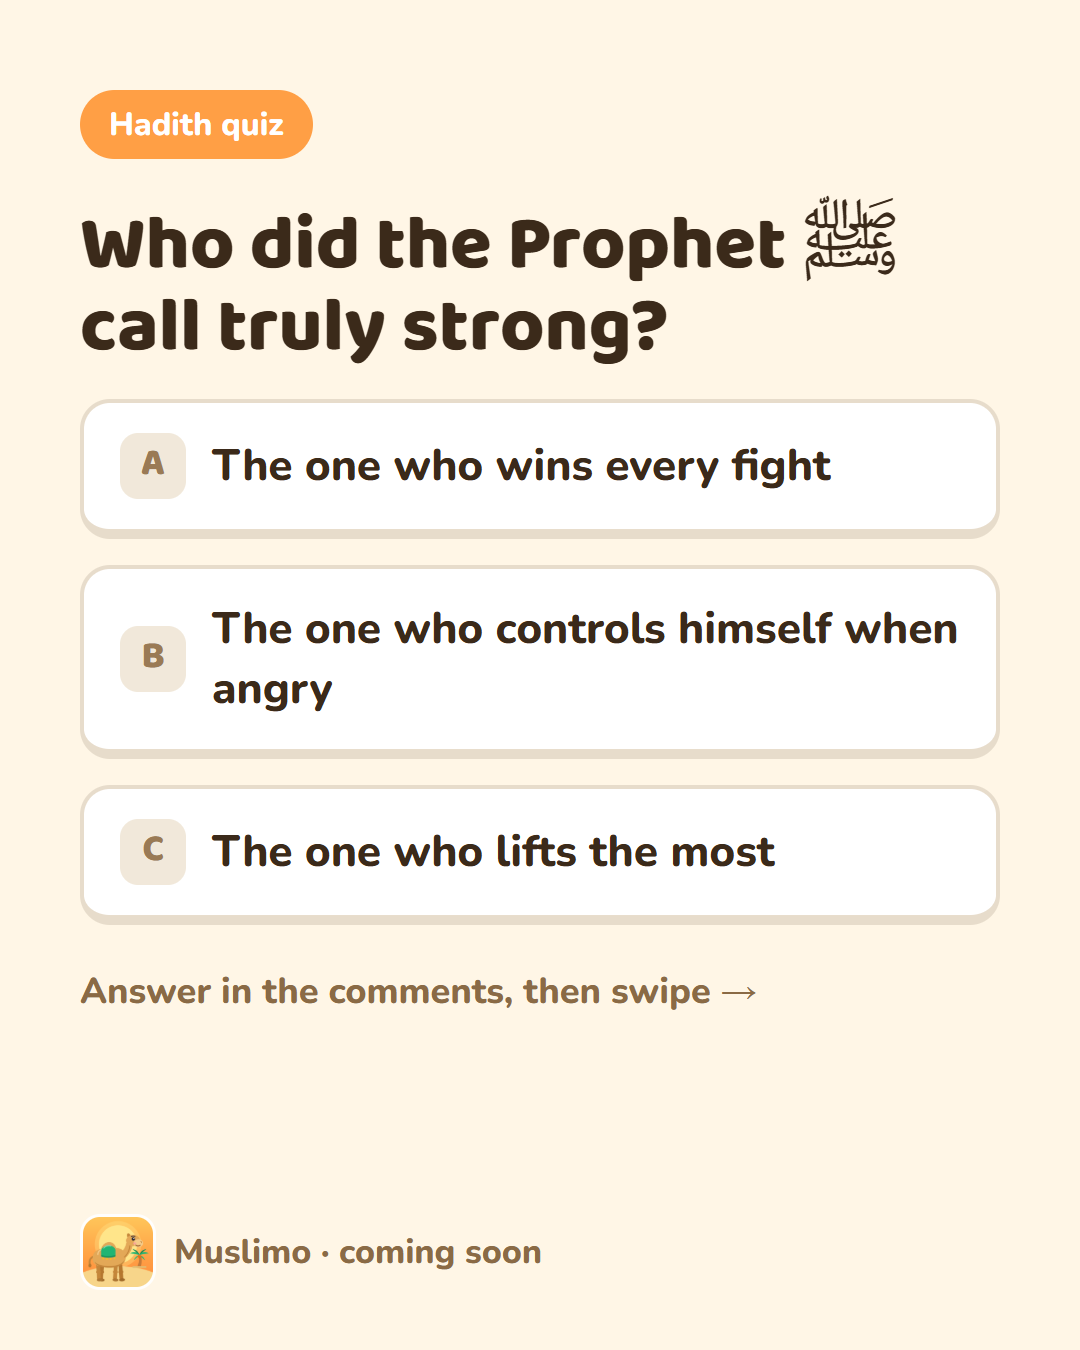 Hadith quiz
Who did the Prophet ﷺ
call truly strong?
A The one who wins every fight
B The one who controls himself when
angry
C The one who lifts the most
Answer in the comments, then swipe →
Muslimo · coming soon